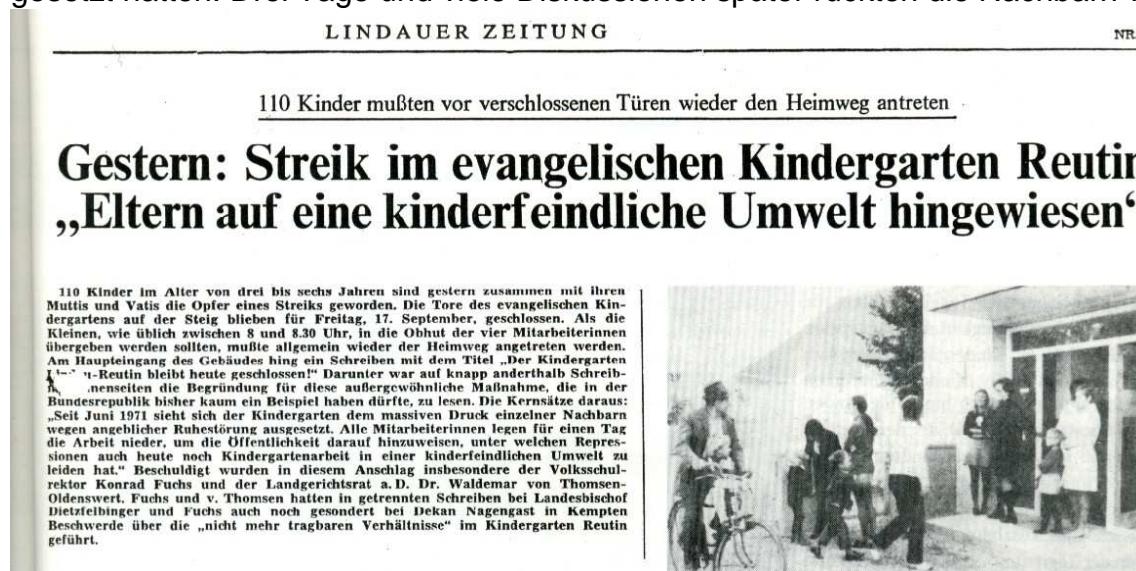 gesetzt hatten. Drei Tage und viele Diskussionen später rückten die Nachbarn
LINDAUER ZEITUNG
NR.
110 Kinder mußten vor verschlossenen Türen wieder den Heimweg antreten
Gestern: Streik im evangelischen Kindergarten Reutin
„Eltern auf eine kinderfeindliche Umwelt hingewiesen“
110 Kinder im Alter von drei bis sechs Jahren sind gestern zusammen mit ihren
Muttis und Vatis die Opfer eines Streiks geworden. Die Tore des evangelischen Kin-
dergartens auf der Steig blieben für Freitag, 17. September, geschlossen. Als die
Kleinen, wie üblich zwischen 8 und 8.30 Uhr, in die Obhut der vier Mitarbeiterinnen
übergeben werden sollten, mußte allgemein wieder der Heimweg angetreten werden.
Am Haupteingang des Gebäudes hing ein Schreiben mit dem Titel „Der Kindergarten
-Reutin bleibt heute geschlossen!“ Darunter war auf knapp anderthalb Schreib-
nenseiten die Begründung für diese außergewöhnliche Maßnahme, die in der
Bundesrepublik bisher kaum ein Beispiel haben dürfte, zu lesen. Die Kernsätze daraus:
„Seit Juni 1971 sieht sich der Kindergarten dem massiven Druck einzelner Nachbarn
wegen angeblicher Ruhestörung ausgesetzt. Alle Mitarbeiterinnen legen für einen Tag
die Arbeit nieder, um die Öffentlichkeit darauf hinzuweisen, unter welchen Repres-
sionen auch heute noch Kindergartenarbeit in einer kinderfeindlichen Umwelt zu
leiden hat.“ Beschuldigt wurden in diesem Anschlag insbesondere der Volksschul-
rektor Konrad Fuchs und der Landgerichtsrat a. D. Dr. Waldemar von Thomsen-
Oldenswert. Fuchs und v. Thomsen hatten in getrennten Schreiben bei Landesbischof
Dietzfelbinger und Fuchs auch noch gesondert bei Dekan Nagengast in Kempten
Beschwerde über die „nicht mehr tragbaren Verhältnisse“ im Kindergarten Reutin
geführt.